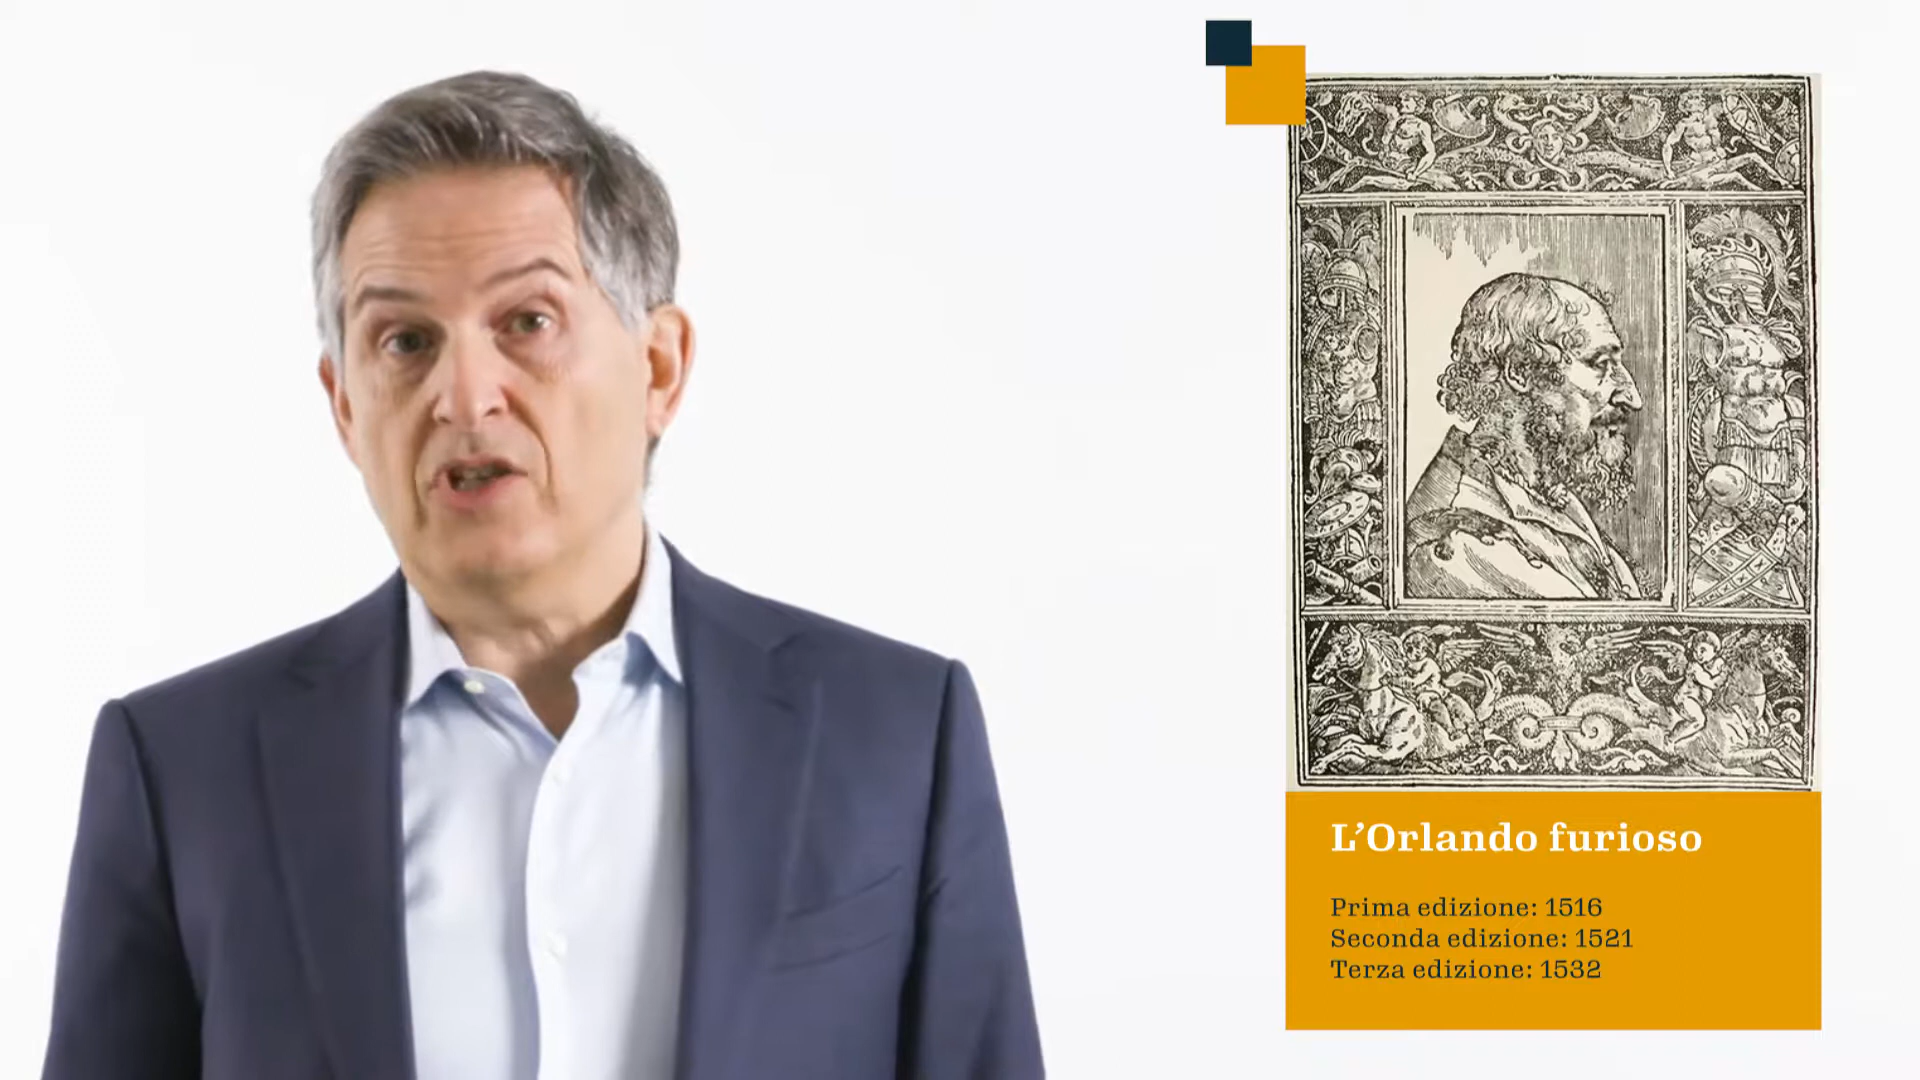 L’Orlando furioso
Prima edizione: 1516
Seconda edizione: 1521
Terza edizione: 1532